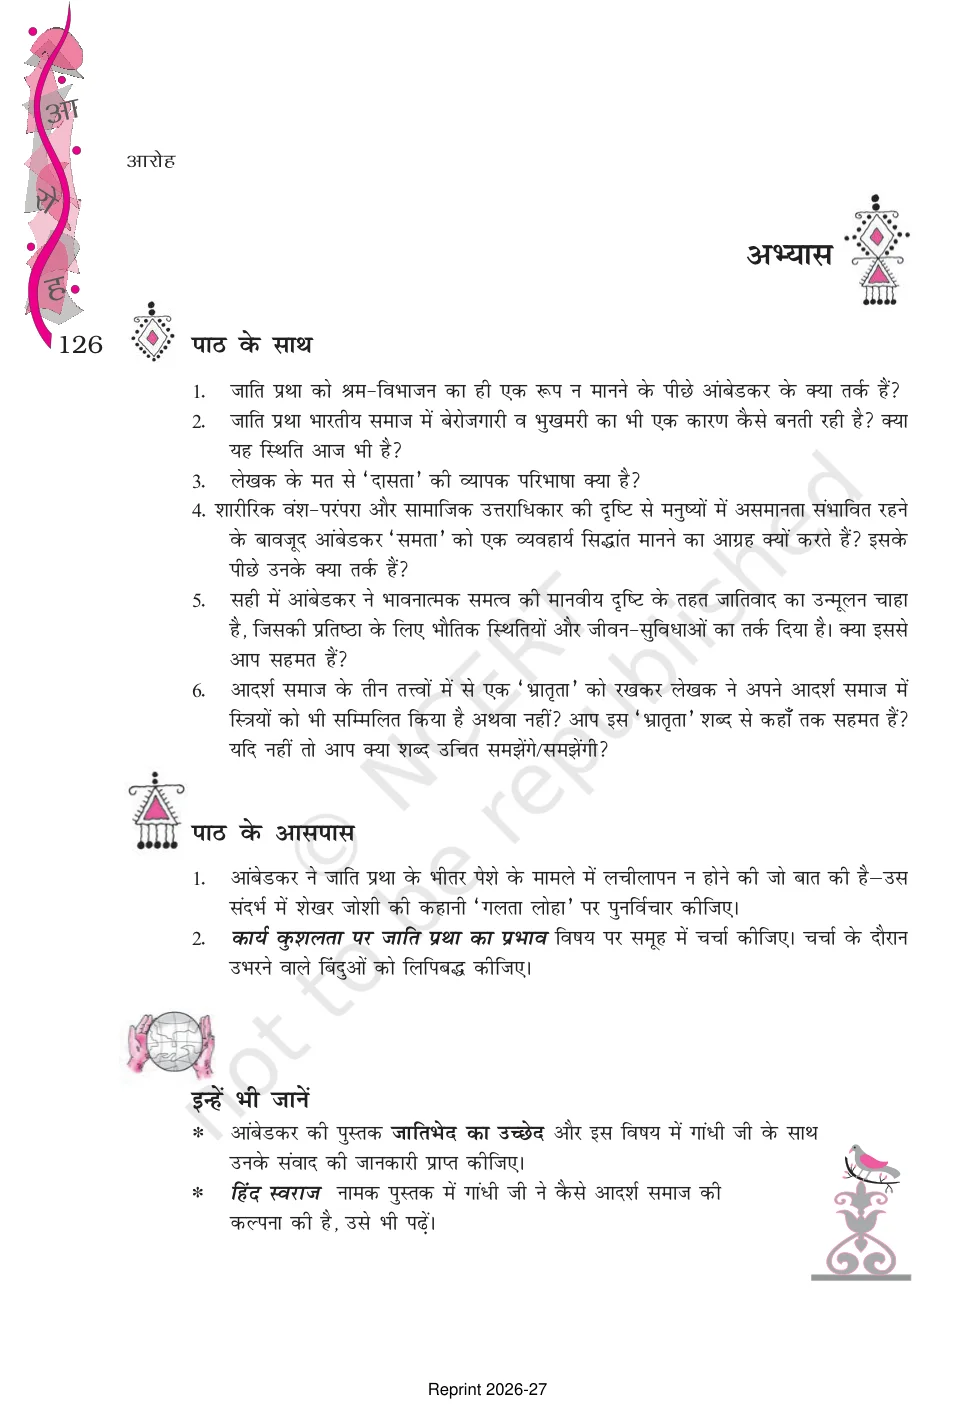 आ
रो
ह
आरोह
अभ्यास
126
पाठ के साथ
1. जाति प्रथा को श्रम-विभाजन का ही एक रूप न मानने के पीछे आंबेडकर के क्या तर्क हैं?
2. जाति प्रथा भारतीय समाज में बेरोजगारी व भुखमरी का भी एक कारण कैसे बनती रही है? क्या
यह स्थिति आज भी है?
3. लेखक के मत से ‘दासता’ की व्यापक परिभाषा क्या है?
4. शारीरिक वंश-परंपरा और सामाजिक उत्तराधिकार की दृष्टि से मनुष्यों में असमानता संभावित रहने
के बावजूद आंबेडकर ‘समता’ को एक व्यवहार्य सिद्धांत मानने का आग्रह क्यों करते हैं? इसके
पीछे उनके क्या तर्क हैं?
5. सही में आंबेडकर ने भावनात्मक समत्व की मानवीय दृष्टि के तहत जातिवाद का उन्मूलन चाहा
है, जिसकी प्रतिष्ठा के लिए भौतिक स्थितियों और जीवन-सुविधाओं का तर्क दिया है। क्या इससे
आप सहमत हैं?
6. आदर्श समाज के तीन तत्त्वों में से एक ‘भ्रातृता’ को रखकर लेखक ने अपने आदर्श समाज में
स्त्रियों को भी सम्मिलित किया है अथवा नहीं? आप इस ‘भ्रातृता’ शब्द से कहाँ तक सहमत हैं?
यदि नहीं तो आप क्या शब्द उचित समझेंगे/समझेंगी?
पाठ के आसपास
1. आंबेडकर ने जाति प्रथा के भीतर पेशे के मामले में लचीलापन न होने की जो बात की है—उस
संदर्भ में शेखर जोशी की कहानी ‘गलता लोहा’ पर पुनर्विचार कीजिए।
2. कार्य कुशलता पर जाति प्रथा का प्रभाव विषय पर समूह में चर्चा कीजिए। चर्चा के दौरान
उभरने वाले बिंदुओं को लिपिबद्ध कीजिए।
इन्हें भी जानें
* आंबेडकर की पुस्तक जातिभेद का उच्छेद और इस विषय में गांधी जी के साथ
उनके संवाद की जानकारी प्राप्त कीजिए।
* हिंद स्वराज नामक पुस्तक में गांधी जी ने कैसे आदर्श समाज की
कल्पना की है, उसे भी पढ़ें।
© NCERT
not to be republished
Reprint 2026-27